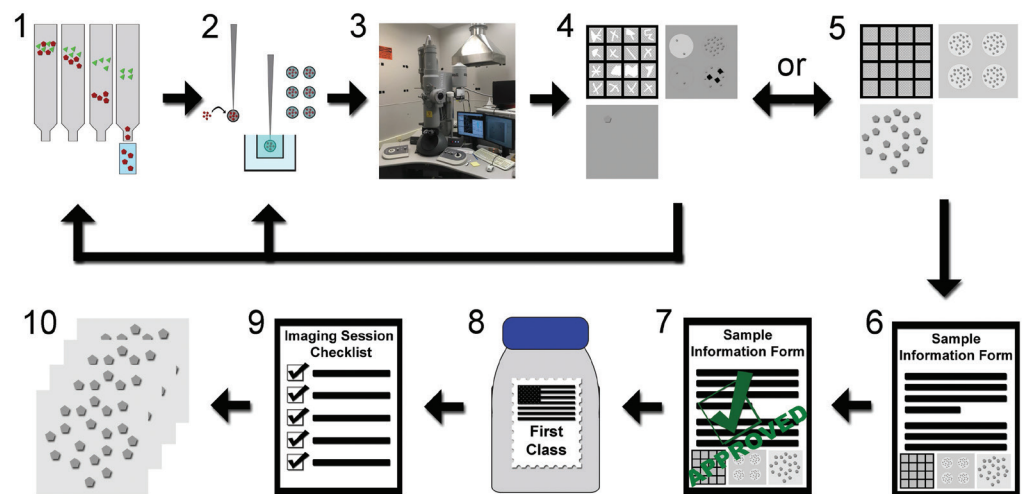 1
2
3
4
or
5
10
9
Imaging Session
Checklist
8
First
Class
7
Sample
Information Form
APPROVED
6
Sample
Information Form